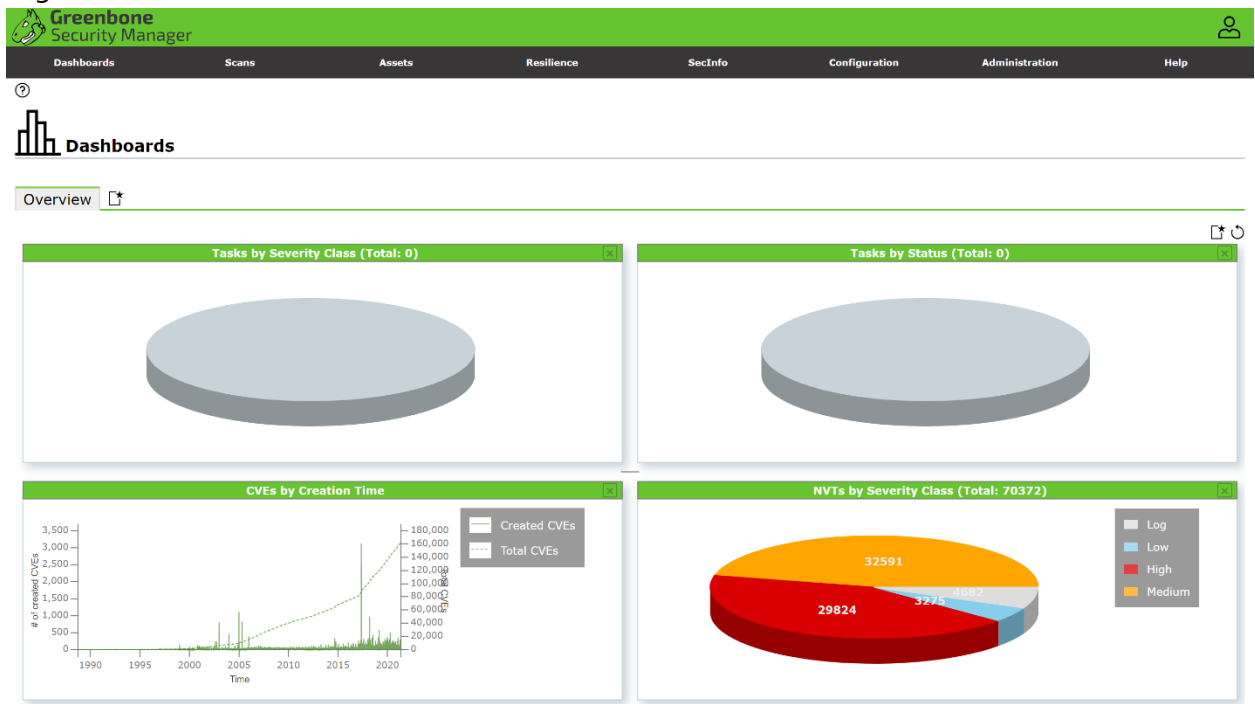 Greenbone
Security Manager
Dashboards Scans Assets Resilience SecInfo Configuration Administration Help
Dashboards
Overview
Tasks by Severity Class (Total: 0)
Tasks by Status (Total: 0)
CVEs by Creation Time
3,500
3,000
2,500
2,000
1,500
1,000
500
0
# of created CVEs
180,000
160,000
140,000
120,000
100,000
80,000
60,000
40,000
20,000
0
Total CVEs
1990 1995 2000 2005 2010 2015 2020
Time
Created CVEs
Total CVEs
NVTs by Severity Class (Total: 70372)
32591
4682
3275
29824
Log
Low
High
Medium